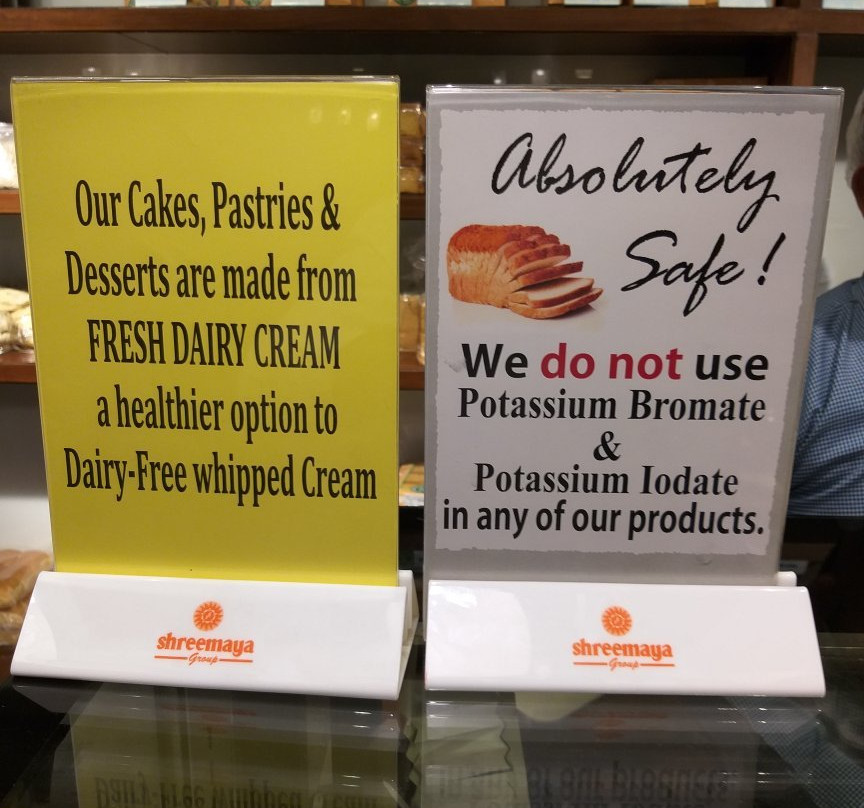 Our Cakes, Pastries &
Desserts are made from
FRESH DAIRY CREAM
a healthier option to
Dairy-Free whipped Cream
shreemaya
Group
Absolutely
Safe !
We do not use
Potassium Bromate
&
Potassium Iodate
in any of our products.
shreemaya
Group